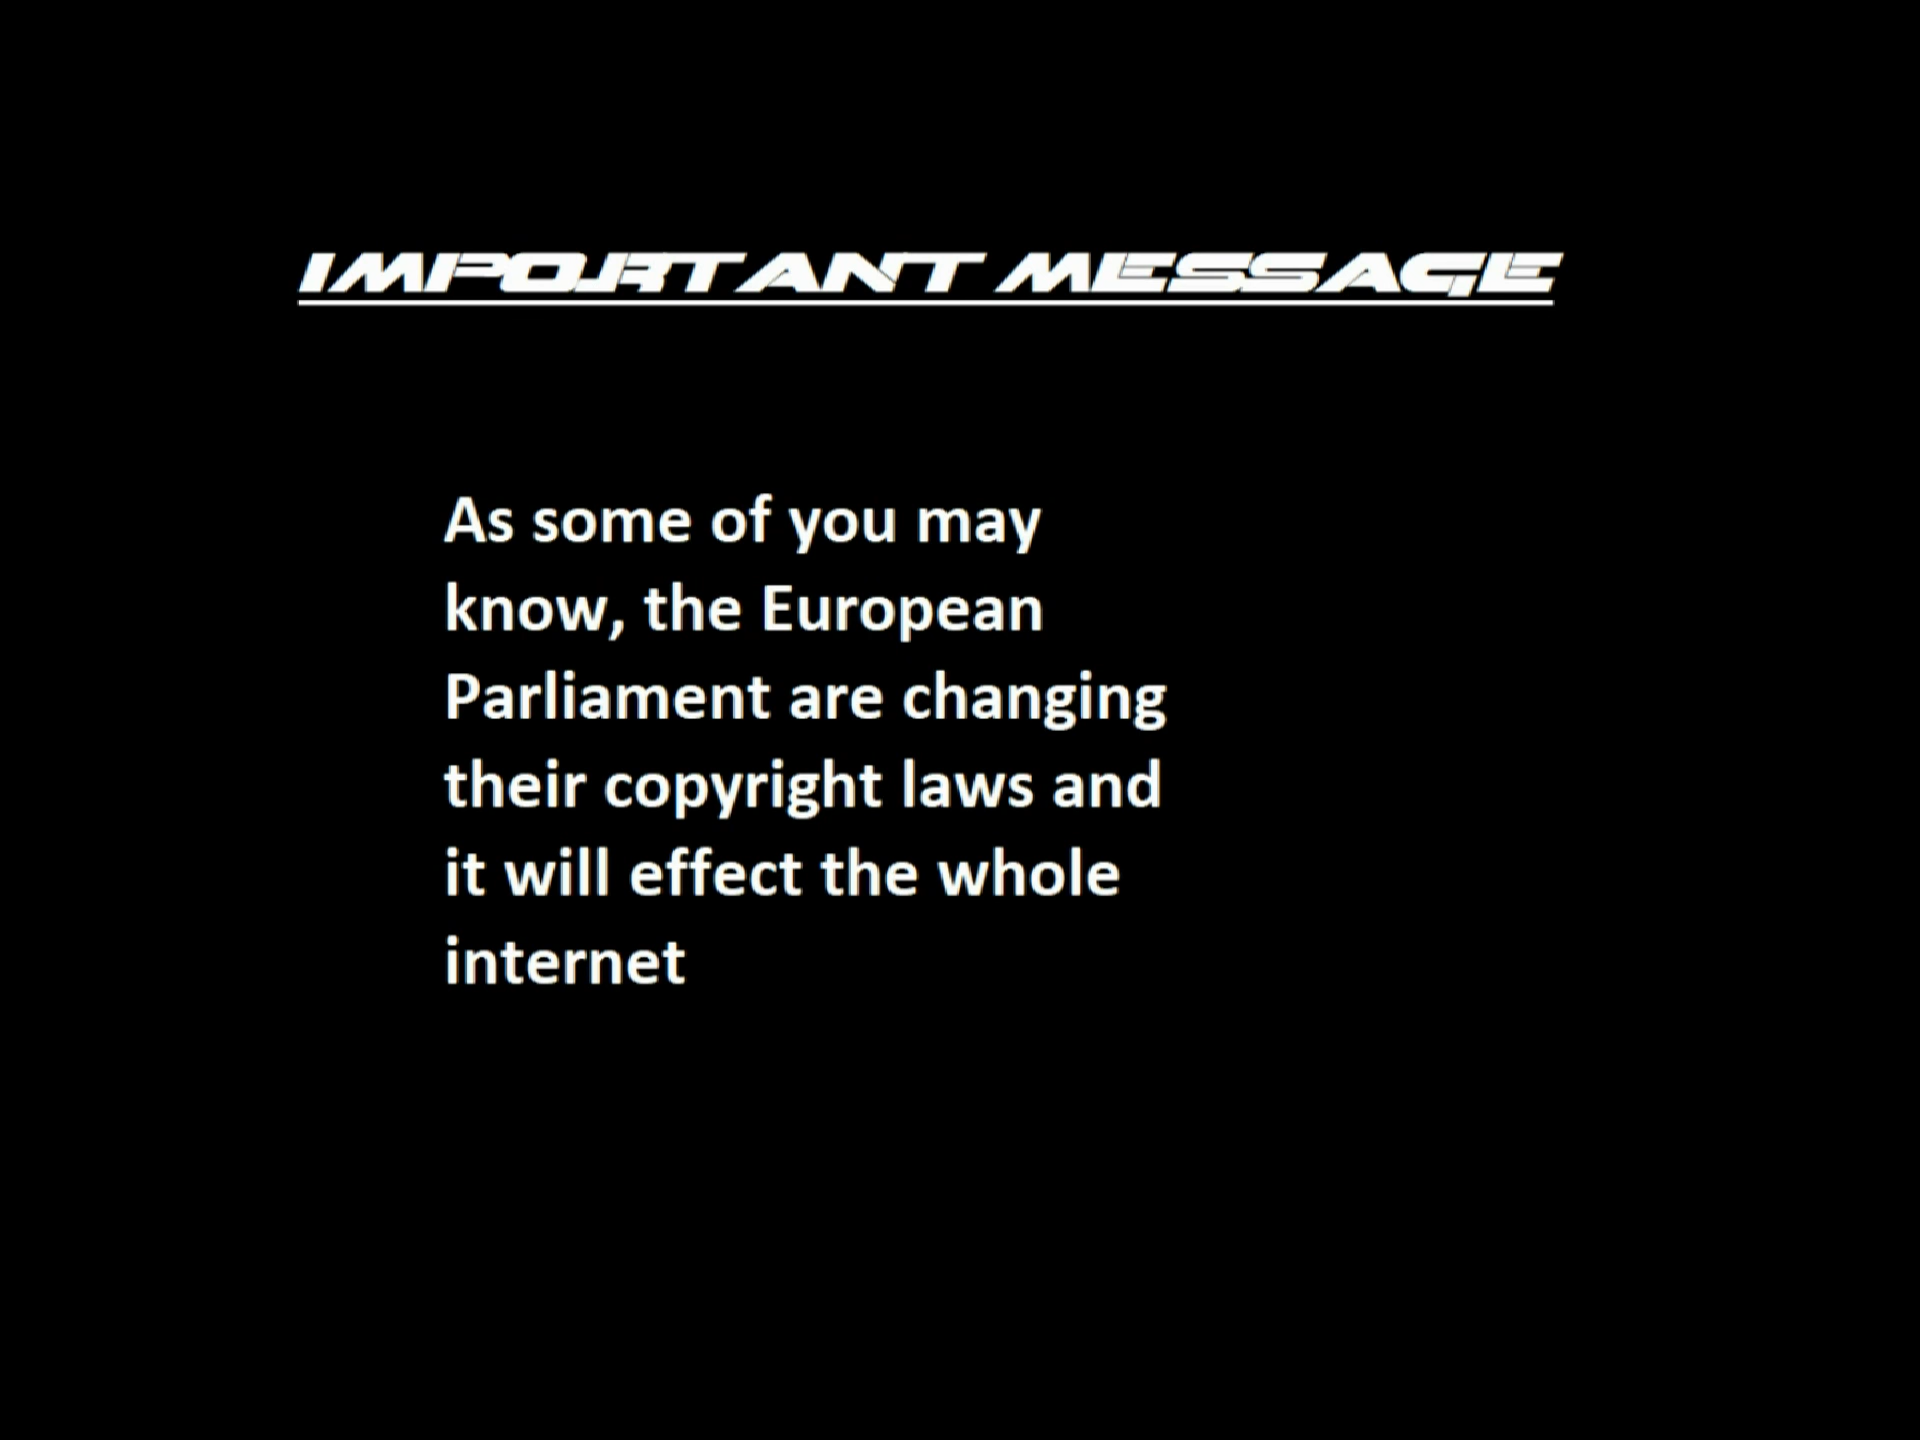 IMPORTANT MESSAGE
As some of you may
know, the European
Parliament are changing
their copyright laws and
it will effect the whole
internet